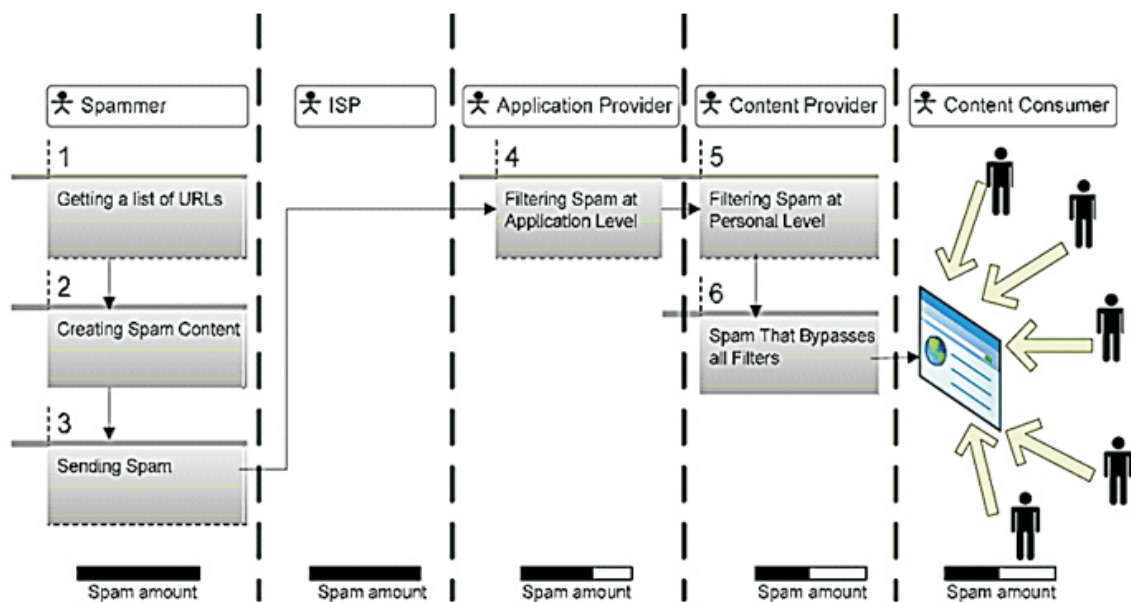 Spammer
ISP
Application Provider
Content Provider
Content Consumer
1
Getting a list of URLs
2
Creating Spam Content
3
Sending Spam
4
Filtering Spam at
Application Level
5
Filtering Spam at
Personal Level
6
Spam That Bypasses
all Filters
Spam amount
Spam amount
Spam amount
Spam amount
Spam amount